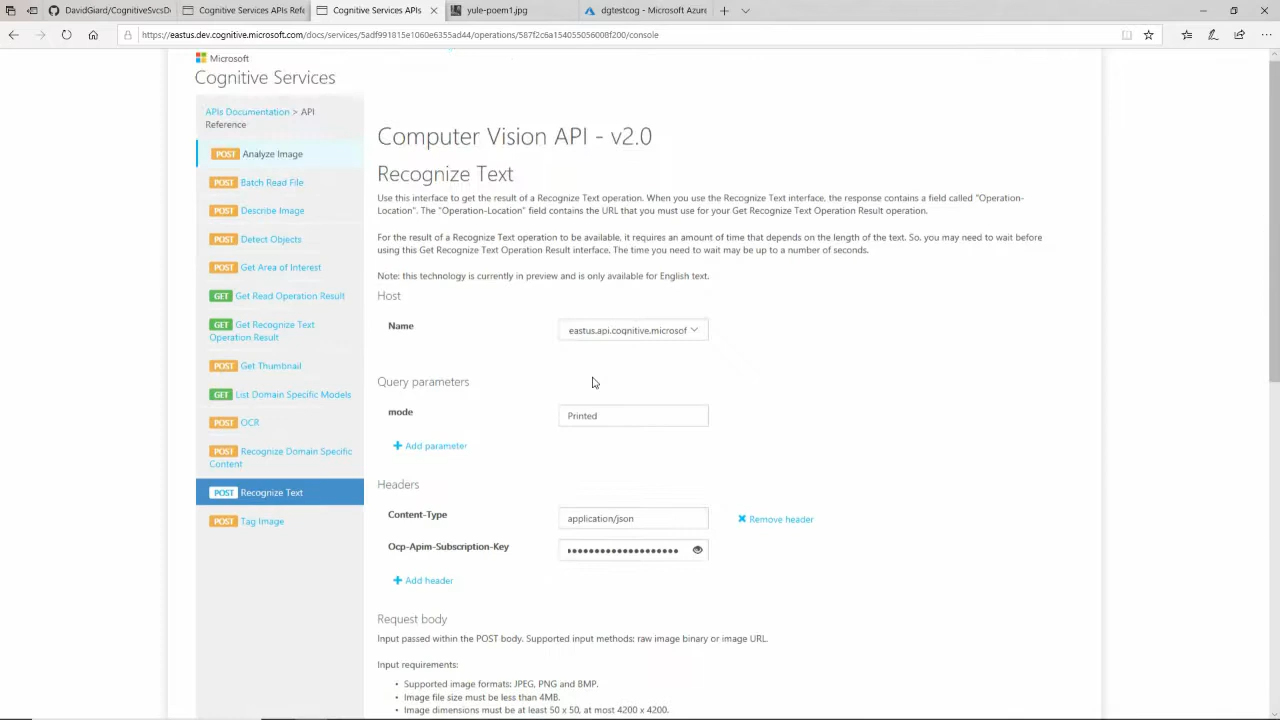 DavidGiard/CognitiveSvcsD
Cognitive Services APIs Refe
Cognitive Services APIs
yule-poem.jpg
dgtestcog - Microsoft Azure
https://eastus.dev.cognitive.microsoft.com/docs/services/5adf991815e1060e6355ad44/operations/587f2c6a154055056008f200/console
Microsoft
Cognitive Services
APIs Documentation > API
Reference
POST Analyze Image
POST Batch Read File
POST Describe Image
POST Detect Objects
POST Get Area of Interest
GET Get Read Operation Result
GET Get Recognize Text
Operation Result
POST Get Thumbnail
GET List Domain Specific Models
POST OCR
POST Recognize Domain Specific
Content
POST Recognize Text
POST Tag Image
Computer Vision API - v2.0
Recognize Text
Use this interface to get the result of a Recognize Text operation. When you use the Recognize Text interface, the response contains a field called "Operation-
Location". The "Operation-Location" field contains the URL that you must use for your Get Recognize Text Operation Result operation.
For the result of a Recognize Text operation to be available, it requires an amount of time that depends on the length of the text. So, you may need to wait before
using this Get Recognize Text Operation Result interface. The time you need to wait may be up to a number of seconds.
Note: this technology is currently in preview and is only available for English text.
Host
Name eastus.api.cognitive.microsof
Query parameters
mode Printed
Add parameter
Headers
Content-Type application/json Remove header
Ocp-Apim-Subscription-Key ••••••••••••••••••••
Add header
Request body
Input passed within the POST body. Supported input methods: raw image binary or image URL.
Input requirements:
• Supported image formats: JPEG, PNG and BMP.
• Image file size must be less than 4MB.
• Image dimensions must be at least 50 x 50, at most 4200 x 4200.